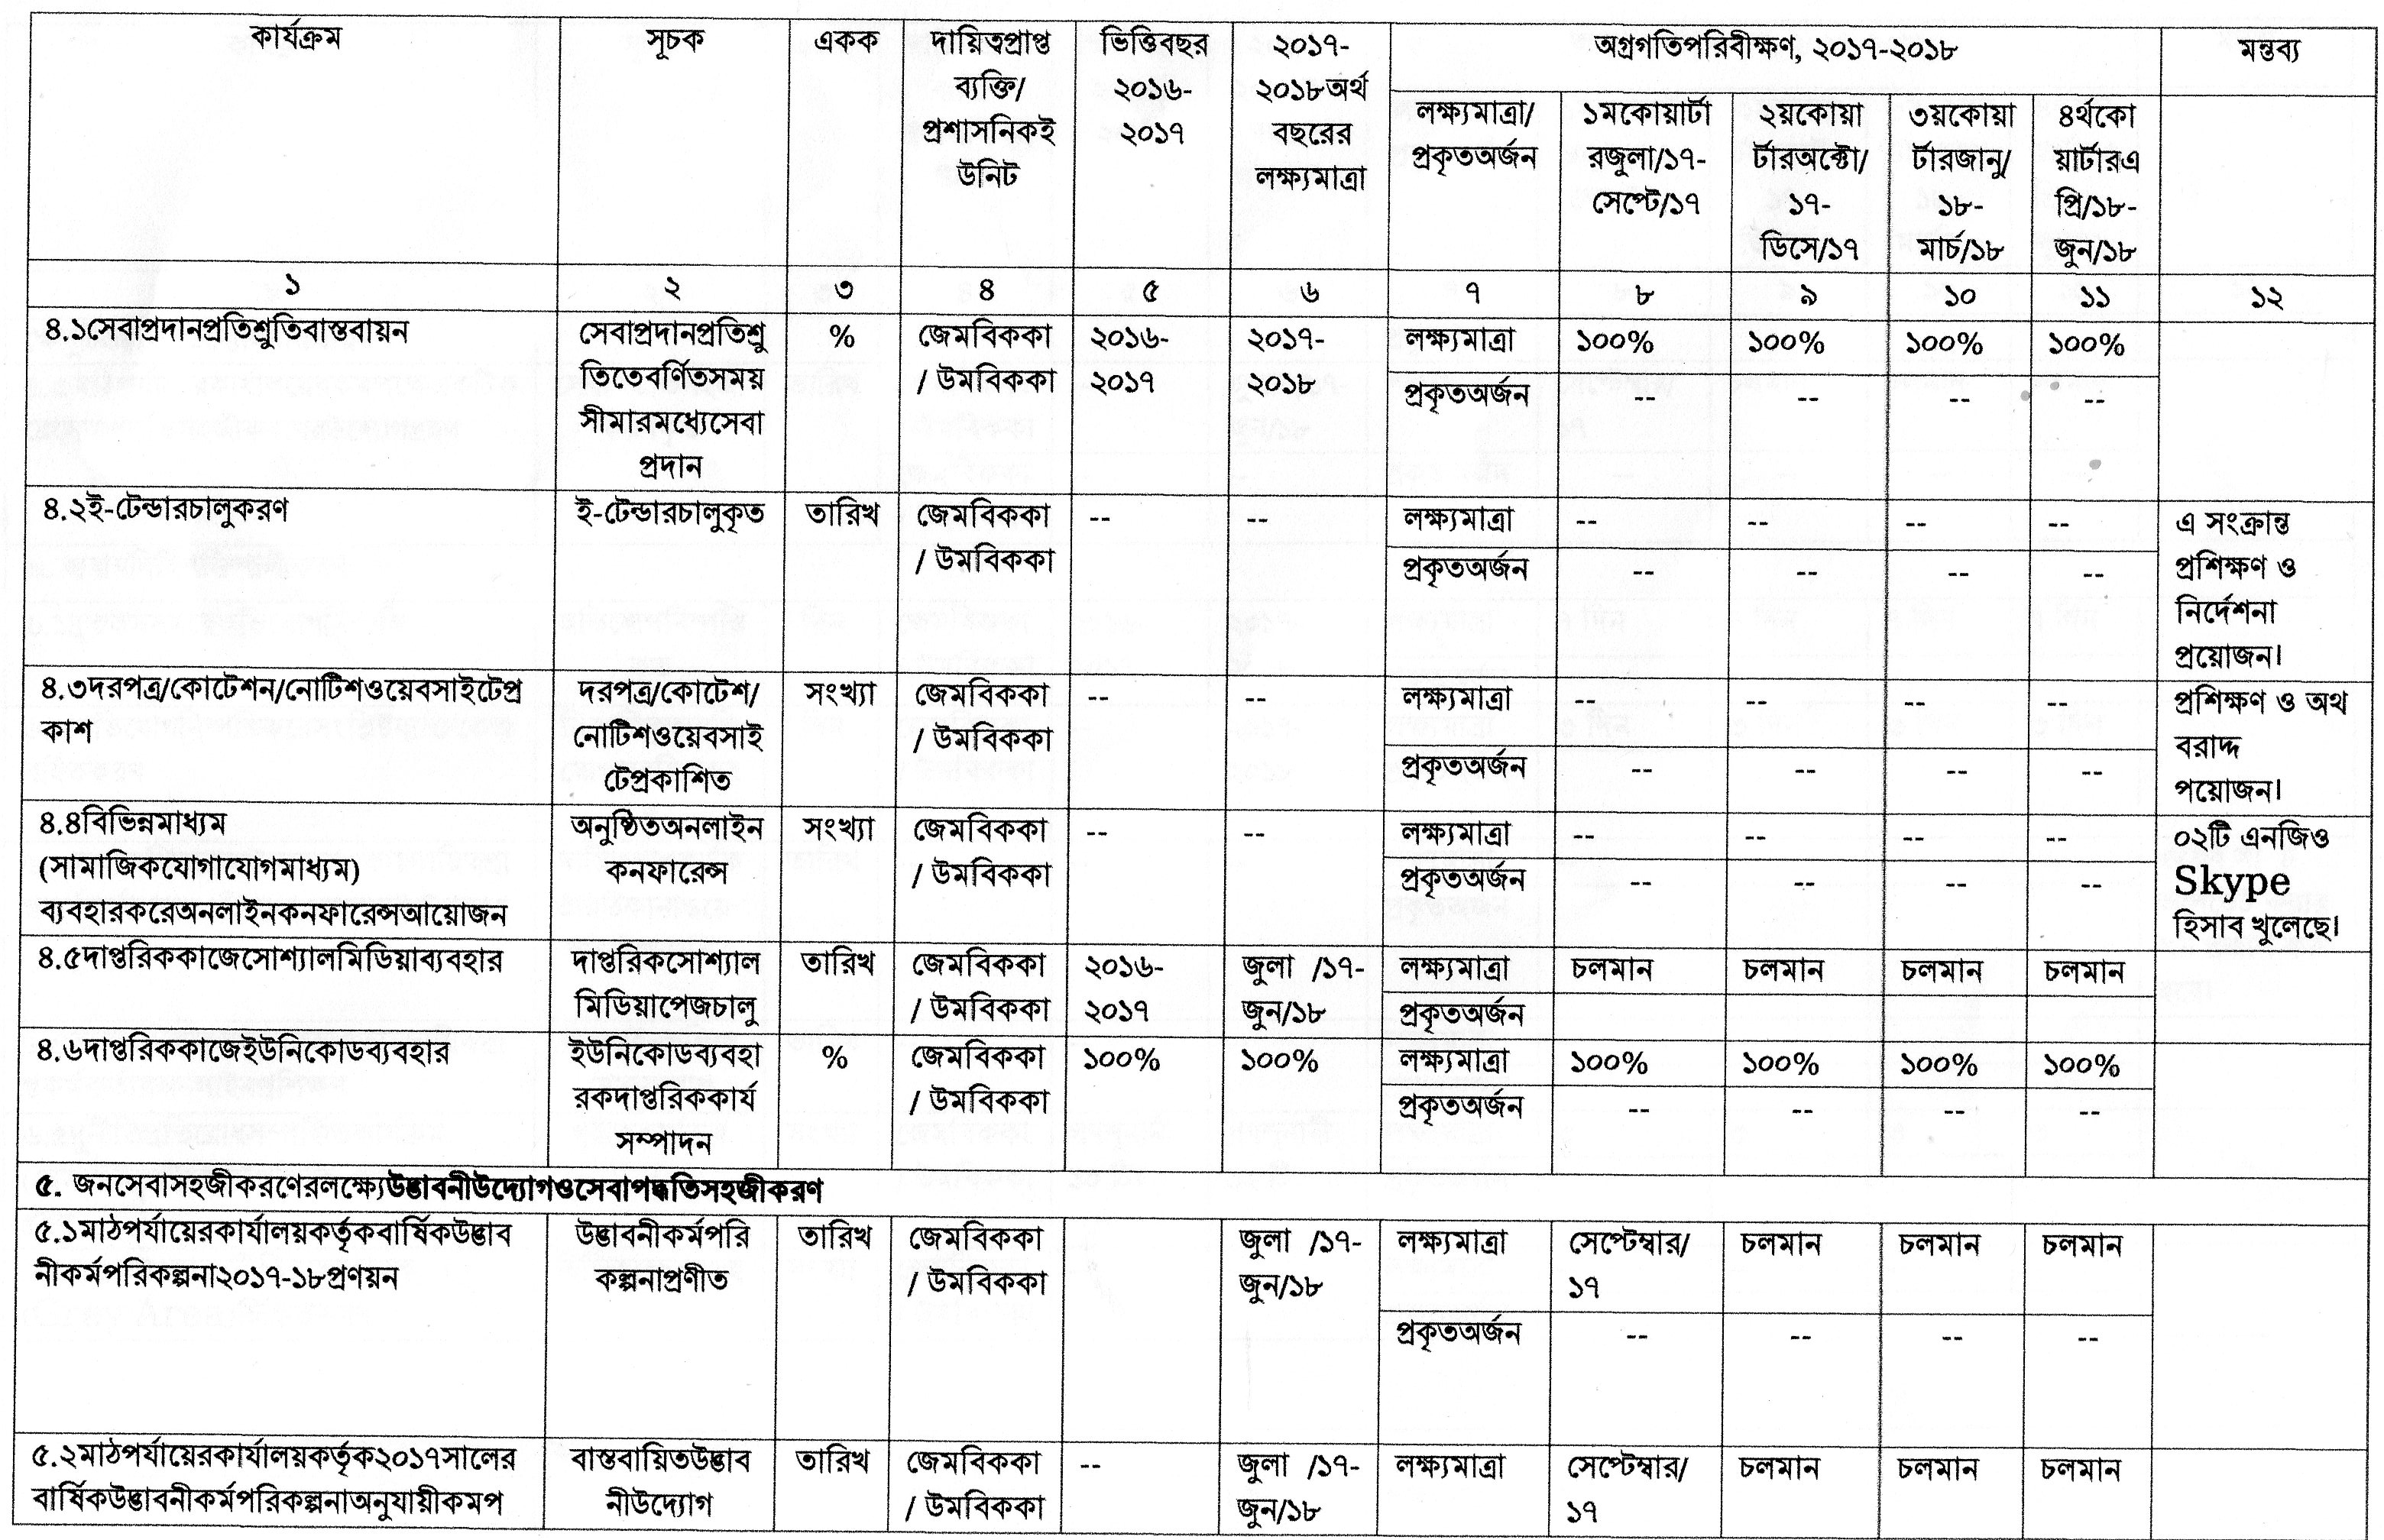 কার্যক্রম
সূচক
একক
দায়িত্বপ্রাপ্ত
ব্যক্তি/
প্রশাসনিকই
উনিট
ভিত্তিবছর
২০১৬-
২০১৭
২০১৭-
২০১৮অর্থ
বছরের
লক্ষ্যমাত্রা
অগ্রগতিপরিবীক্ষণ, ২০১৭-২০১৮
মন্তব্য
লক্ষ্যমাত্রা/
প্রকৃতঅর্জন
১মকোয়ার্টা
রজুলা/১৭-
সেপ্টে/১৭
২য়কোয়া
র্টারঅক্টো/
১৭-
ডিসে/১৭
৩য়কোয়া
র্টারজানু/
১৮-
মার্চ/১৮
৪র্থকো
য়ার্টারএ
প্রি/১৮-
জুন/১৮
১ ২ ৩ ৪ ৫ ৬ ৭ ৮ ৯ ১০ ১১ ১২
৪.১সেবাপ্রদানপ্রতিশ্রুতিবাস্তবায়ন
সেবাপ্রদানপ্রতিশ্রু
তিতেবর্ণিতসময়
সীমারমধ্যেসেবা
প্রদান
%
জেমবিককা
/ উমবিককা
২০১৬-
২০১৭
২০১৭-
২০১৮
লক্ষ্যমাত্রা ১০০% ১০০% ১০০% ১০০%
প্রকৃতঅর্জন -- -- -- --
৪.২ই-টেন্ডারচালুকরণ
ই-টেন্ডারচালুকৃত
তারিখ
জেমবিককা
/ উমবিককা
--
--
লক্ষ্যমাত্রা -- -- -- --
প্রকৃতঅর্জন -- -- -- --
এ সংক্রান্ত
প্রশিক্ষণ ও
নির্দেশনা
প্রয়োজন।
৪.৩দরপত্র/কোটেশন/নোটিশওয়েবসাইটেপ্র
কাশ
দরপত্র/কোটেশ/
নোটিশওয়েবসাই
টেপ্রকাশিত
সংখ্যা
জেমবিককা
/ উমবিককা
--
--
লক্ষ্যমাত্রা -- -- -- --
প্রকৃতঅর্জন -- -- -- --
প্রশিক্ষণ ও অথ
বরাদ্দ
পয়োজন।
৪.৪বিভিন্নমাধ্যম
(সামাজিকযোগাযোগমাধ্যম)
ব্যবহারকরেঅনলাইনকনফারেন্সআয়োজন
অনুষ্ঠিতঅনলাইন
কনফারেন্স
সংখ্যা
জেমবিককা
/ উমবিককা
--
--
লক্ষ্যমাত্রা -- -- -- --
প্রকৃতঅর্জন -- -- -- --
০২টি এনজিও
Skype
হিসাব খুলেছে।
৪.৫দাপ্তরিককাজেসোশ্যালমিডিয়াব্যবহার
দাপ্তরিকসোশ্যাল
মিডিয়াপেজচালু
তারিখ
জেমবিককা
/ উমবিককা
২০১৬-
২০১৭
জুলা /১৭-
জুন/১৮
লক্ষ্যমাত্রা চলমান চলমান চলমান চলমান
প্রকৃতঅর্জন
৪.৬দাপ্তরিককাজেইউনিকোডব্যবহার
ইউনিকোডব্যবহা
রকদাপ্তরিককার্য
সম্পাদন
%
জেমবিককা
/ উমবিককা
১০০%
১০০%
লক্ষ্যমাত্রা ১০০% ১০০% ১০০% ১০০%
প্রকৃতঅর্জন -- -- -- --
৫. জনসেবাসহজীকরণেরলক্ষ্যেউদ্ভাবনীউদ্যোগওসেবাপদ্ধতিসহজীকরণ
৫.১মাঠপর্যায়েরকার্যালয়কর্তৃকবার্ষিকউদ্ভাব
নীকর্মপরিকল্পনা২০১৭-১৮প্রণয়ন
উদ্ভাবনীকর্মপরি
কল্পনাপ্রণীত
তারিখ
জেমবিককা
/ উমবিককা
জুলা /১৭-
জুন/১৮
লক্ষ্যমাত্রা
সেপ্টেম্বার/
১৭
চলমান
চলমান
চলমান
প্রকৃতঅর্জন -- -- -- --
৫.২মাঠপর্যায়েরকার্যালয়কর্তৃক২০১৭সালের
বার্ষিকউদ্ভাবনীকর্মপরিকল্পনাঅনুযায়ীকমপ
বাস্তবায়িতউদ্ভাব
নীউদ্যোগ
তারিখ
জেমবিককা
/ উমবিককা
--
জুলা /১৭-
জুন/১৮
লক্ষ্যমাত্রা
সেপ্টেম্বার/
১৭
চলমান
চলমান
চলমান